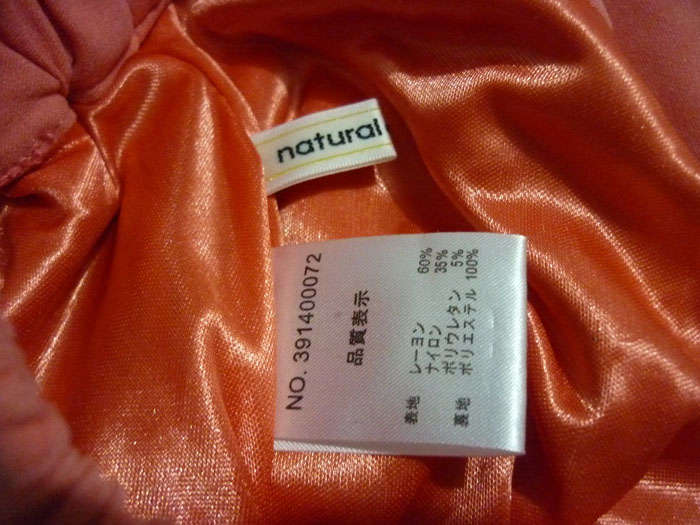 natural
NO. 391400072
品質表示
表地 レーヨン 60%
ナイロン 35%
ポリウレタン 5%
裏地 ポリエステル 100%